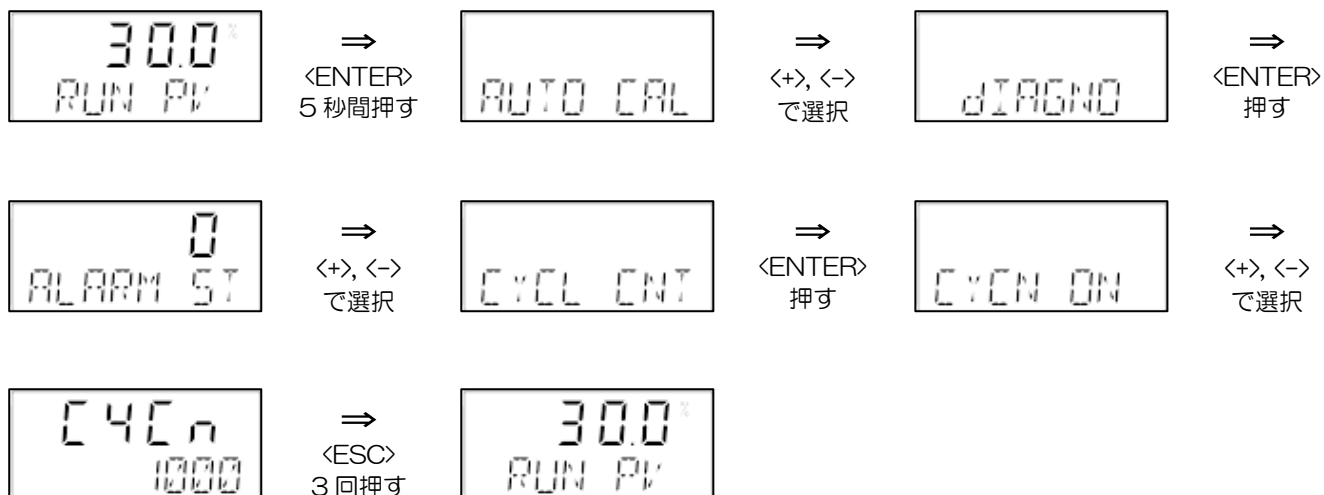 30.0 %
RUN PV
⇒
<ENTER>
5 秒間押す
AUTO CAL
⇒
<+>, <->
で選択
dIAGNO
⇒
<ENTER>
押す
0
ALARM ST
⇒
<+>, <->
で選択
CYCL CNT
⇒
<ENTER>
押す
CYCN ON
⇒
<+>, <->
で選択
CYCn
1000
⇒
<ESC>
3 回押す
30.0 %
RUN PV